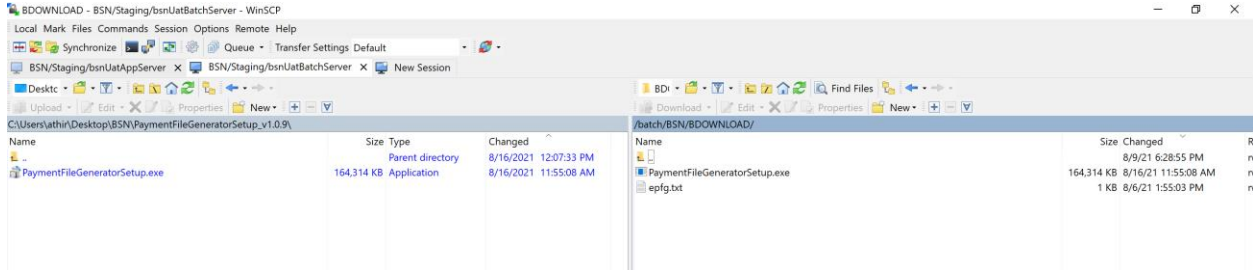 BDOWNLOAD - BSN/Staging/bsnUatBatchServer - WinSCP
Local Mark Files Commands Session Options Remote Help
Synchronize Queue Transfer Settings Default
BSN/Staging/bsnUatAppServer BSN/Staging/bsnUatBatchServer New Session
Desktc Find Files
Upload Edit Properties New Download Edit Properties New
C:\Users\athir\Desktop\BSN\PaymentFileGeneratorSetup_v1.0.9\ /batch/BSN/BDOWNLOAD/
Name Size Type Changed Name Size Changed R
.. Parent directory 8/16/2021 12:07:33 PM .. 8/9/21 6:28:55 PM
PaymentFileGeneratorSetup.exe 164,314 KB Application 8/16/2021 11:55:08 AM PaymentFileGeneratorSetup.exe 164,314 KB 8/16/21 11:55:08 AM
epfg.txt 1 KB 8/6/21 1:55:03 PM